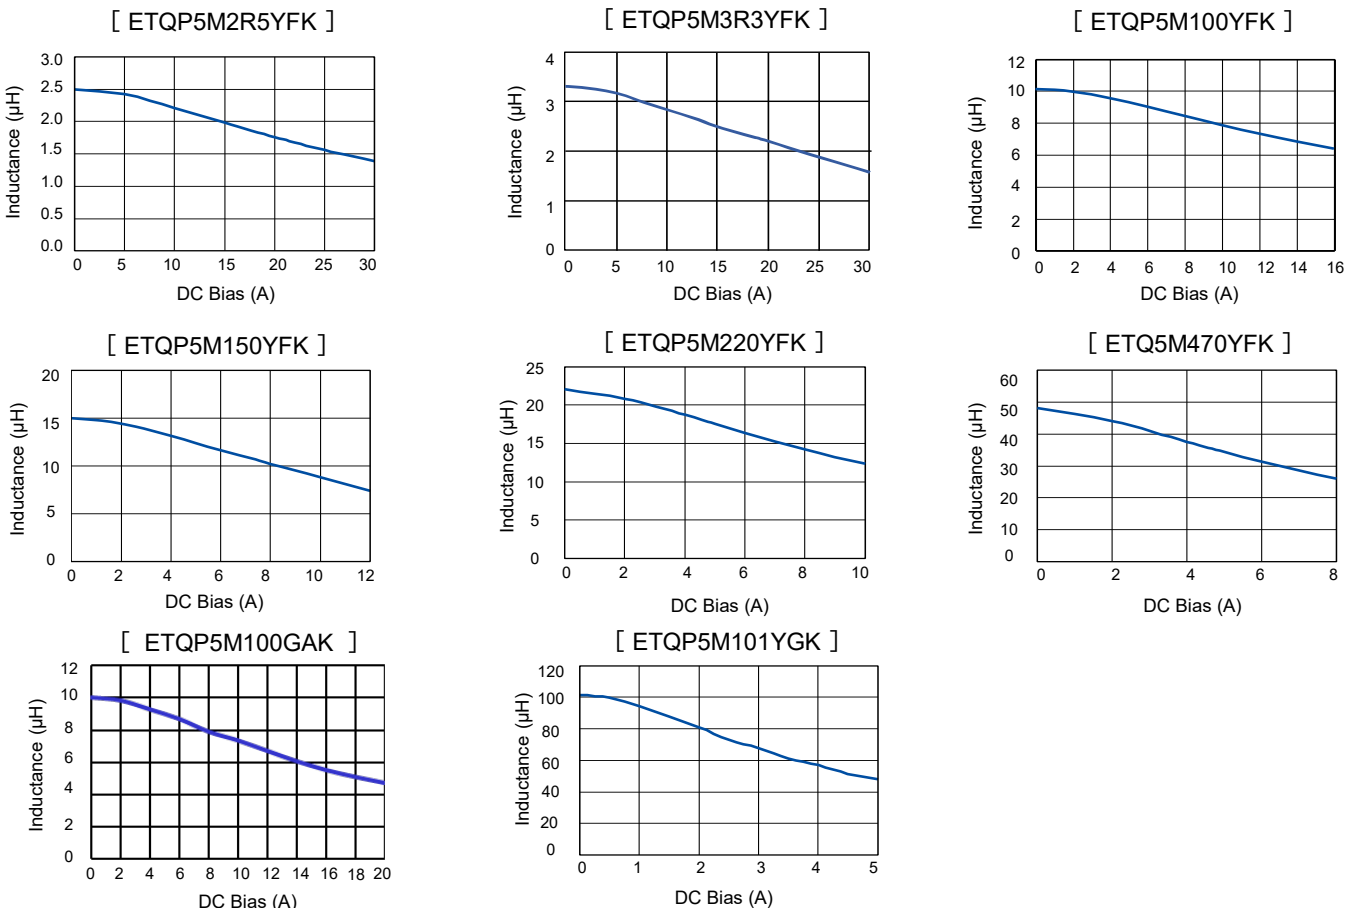 [ ETQP5M2R5YFK ]
Inductance (μH)
3.0
2.5
2.0
1.5
1.0
0.5
0.0
0 5 10 15 20 25 30
DC Bias (A)
[ ETQP5M3R3YFK ]
Inductance (μH)
4
3
2
1
0
0 5 10 15 20 25 30
DC Bias (A)
[ ETQP5M100YFK ]
Inductance (μH)
12
10
8
6
4
2
0
0 2 4 6 8 10 12 14 16
DC Bias (A)
[ ETQP5M150YFK ]
Inductance (μH)
20
15
10
5
0
0 2 4 6 8 10 12
DC Bias (A)
[ ETQP5M220YFK ]
Inductance (μH)
25
20
15
10
5
0
0 2 4 6 8 10
DC Bias (A)
[ ETQ5M470YFK ]
Inductance (μH)
60
50
40
30
20
10
0
0 2 4 6 8
DC Bias (A)
[ ETQP5M100GAK ]
Inductance (μH)
12
10
8
6
4
2
0
0 2 4 6 8 10 12 14 16 18 20
DC Bias (A)
[ ETQP5M101YGK ]
Inductance (μH)
120
100
80
60
40
20
0
0 1 2 3 4 5
DC Bias (A)